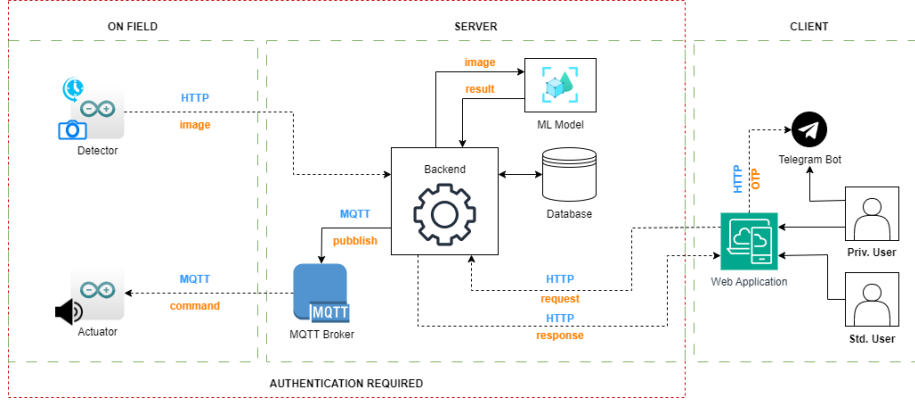 ON FIELD
SERVER
CLIENT
HTTP
image
Detector
image
result
ML Model
Backend
Database
MQTT
pubblish
MQTT
command
Actuator
MQTT
MQTT Broker
HTTP
request
HTTP
response
HTTP
OTP
Telegram Bot
Web Application
Priv. User
Std. User
AUTHENTICATION REQUIRED